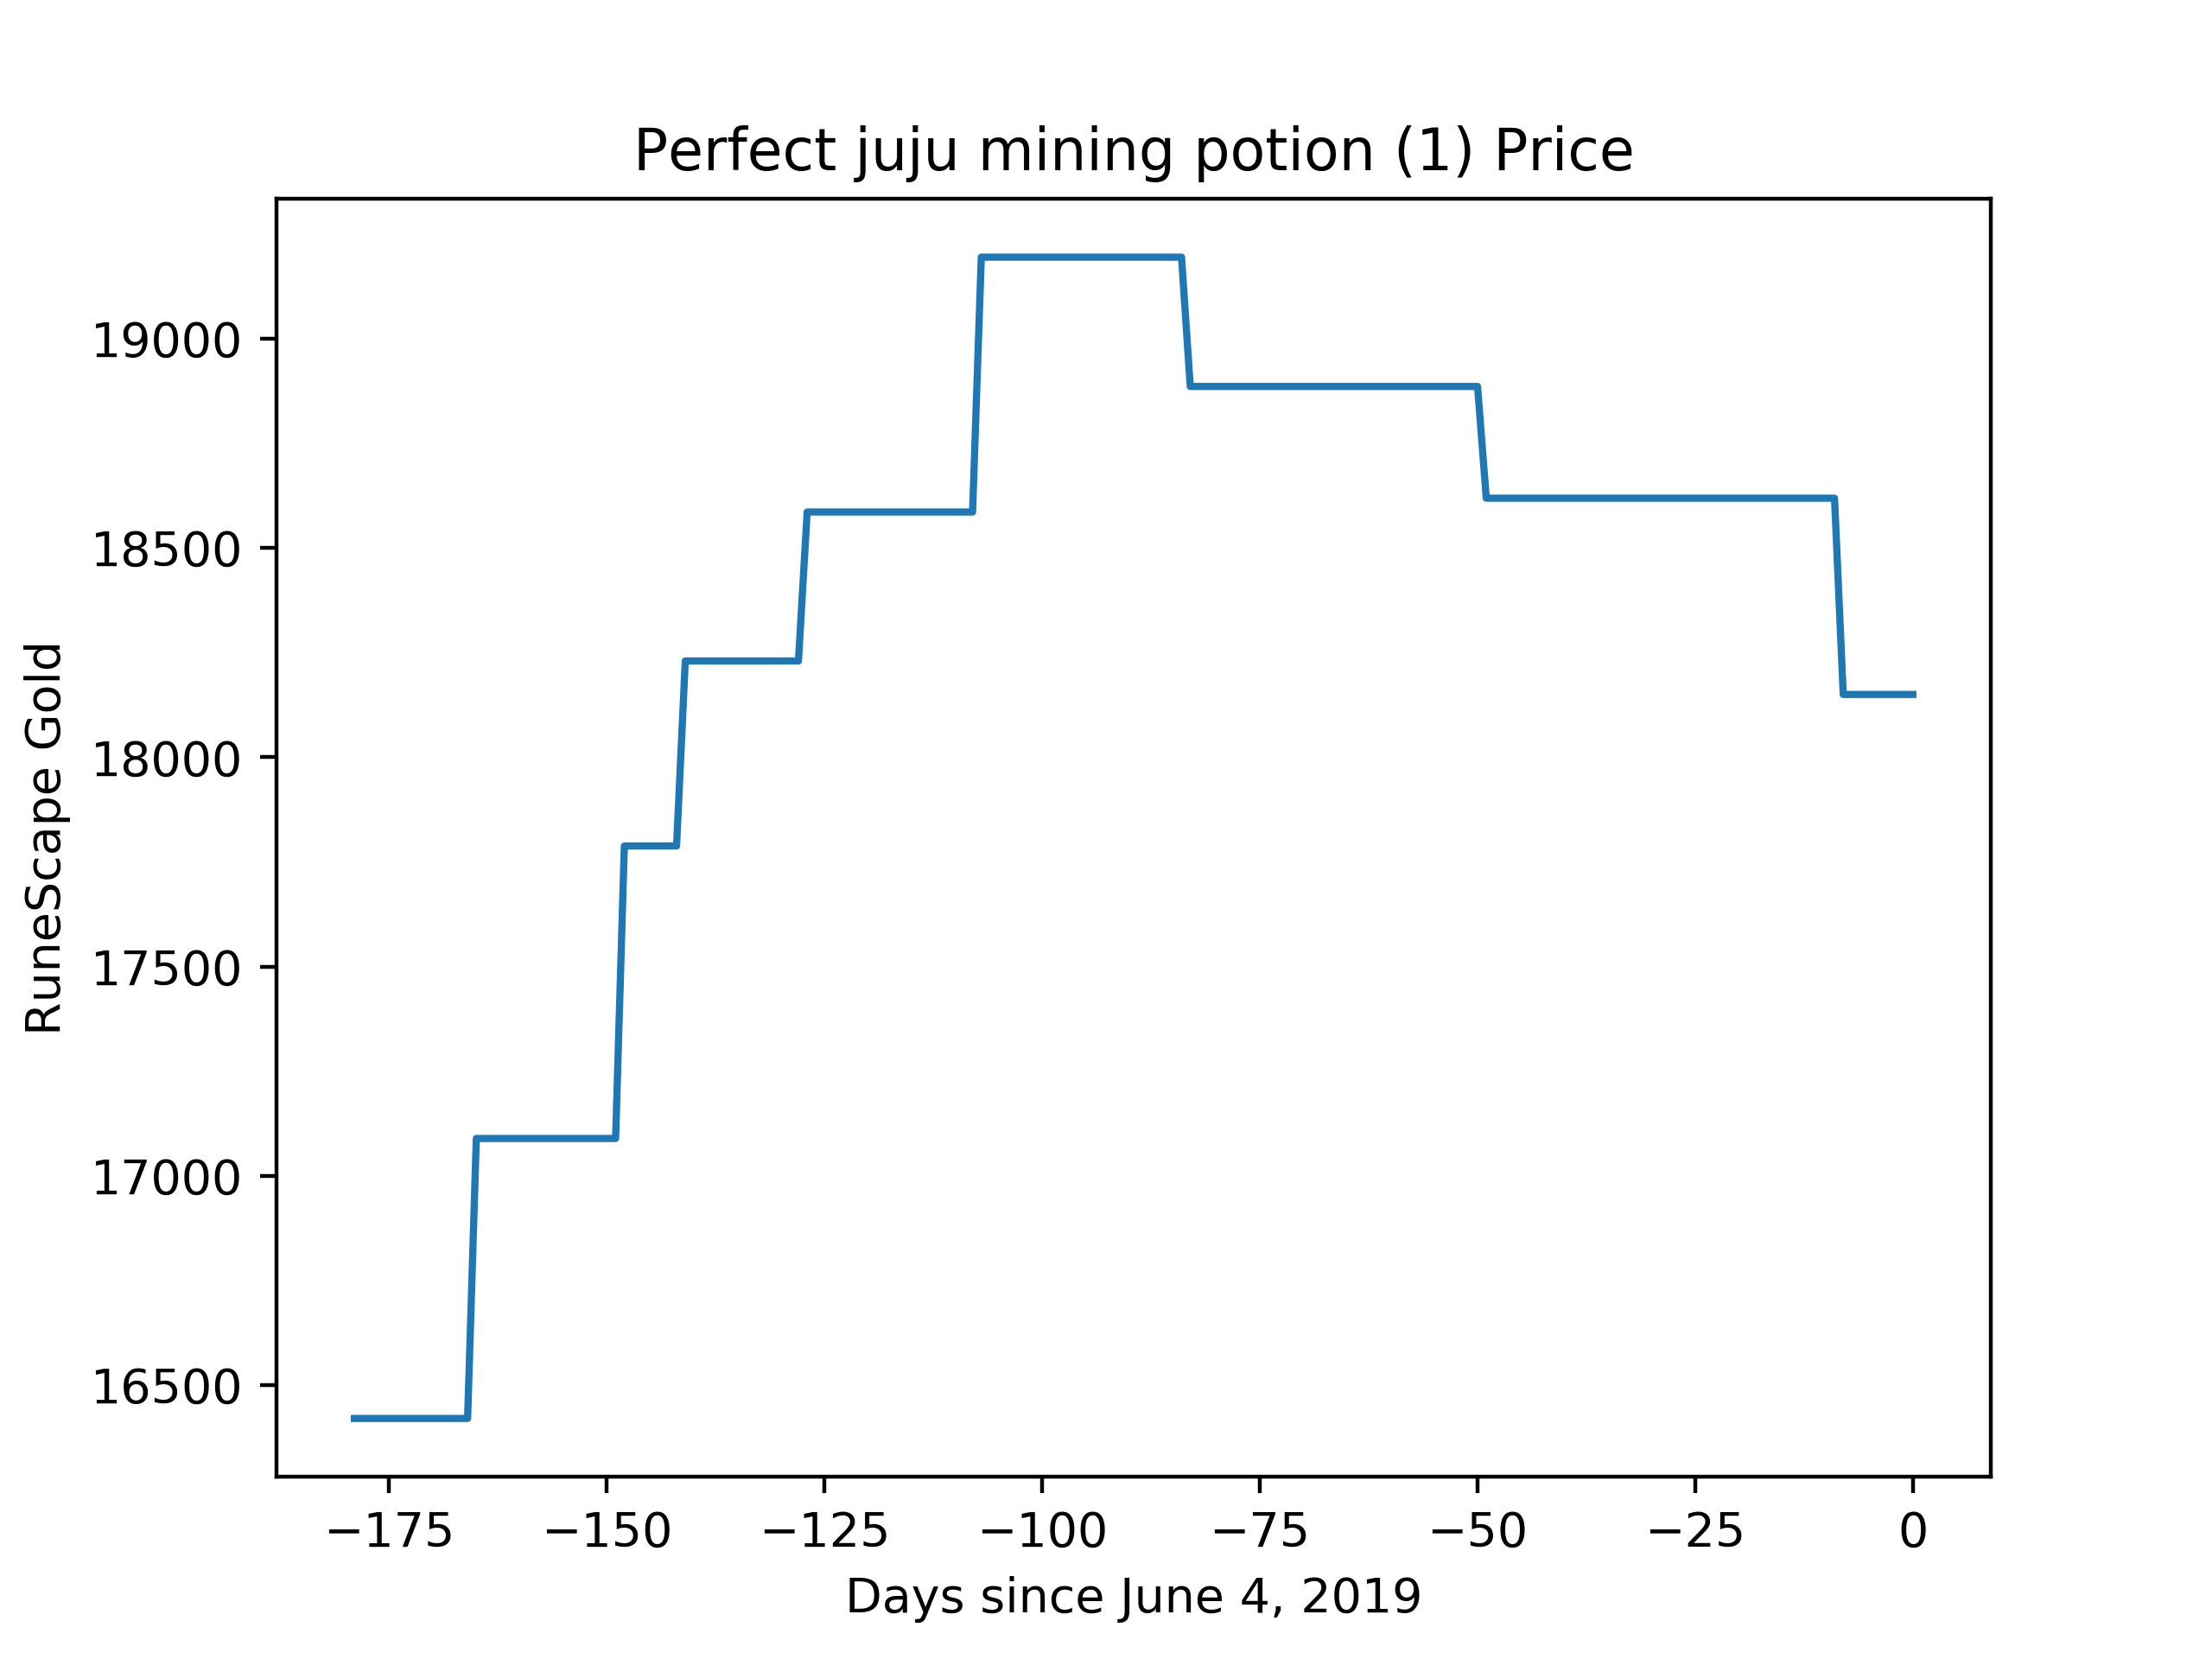 Perfect juju mining potion (1) Price
RuneScape Gold
19000
18500
18000
17500
17000
16500
−175 −150 −125 −100 −75 −50 −25 0
Days since June 4, 2019